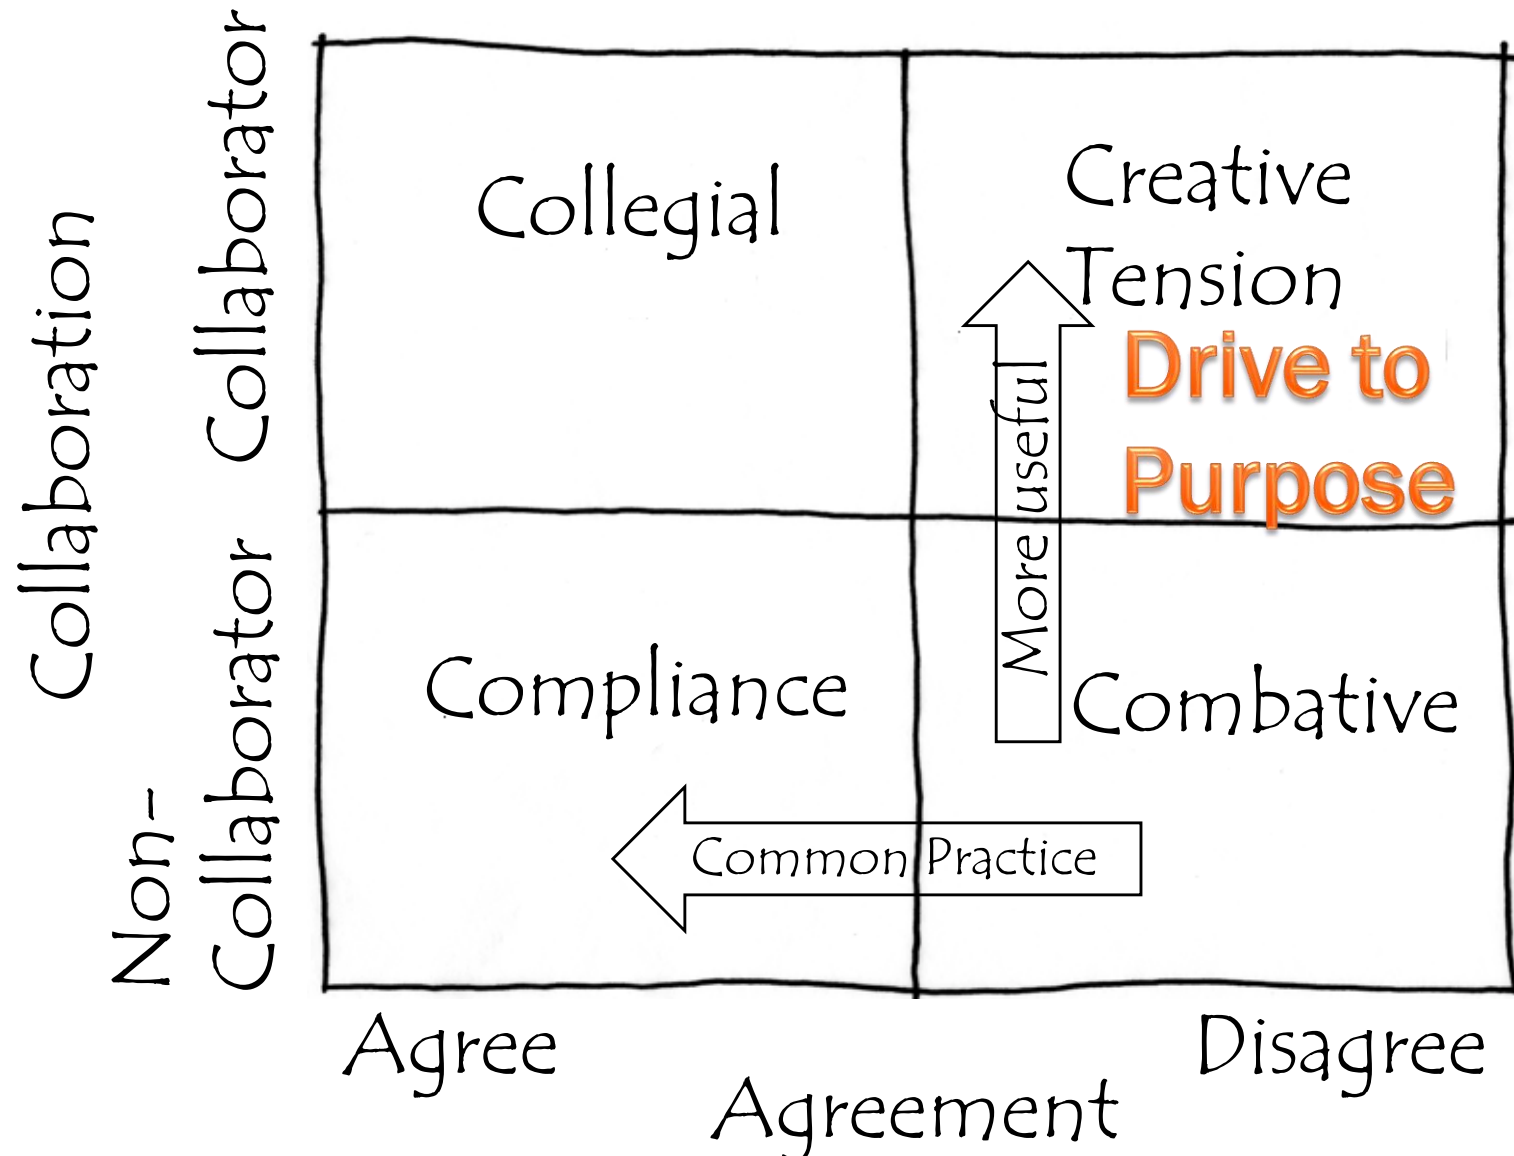 Collaboration
Collaborator
Non-
Collaborator
Collegial
Creative
Tension
Drive to
Purpose
More useful
Compliance
Combative
Common Practice
Agree
Disagree
Agreement